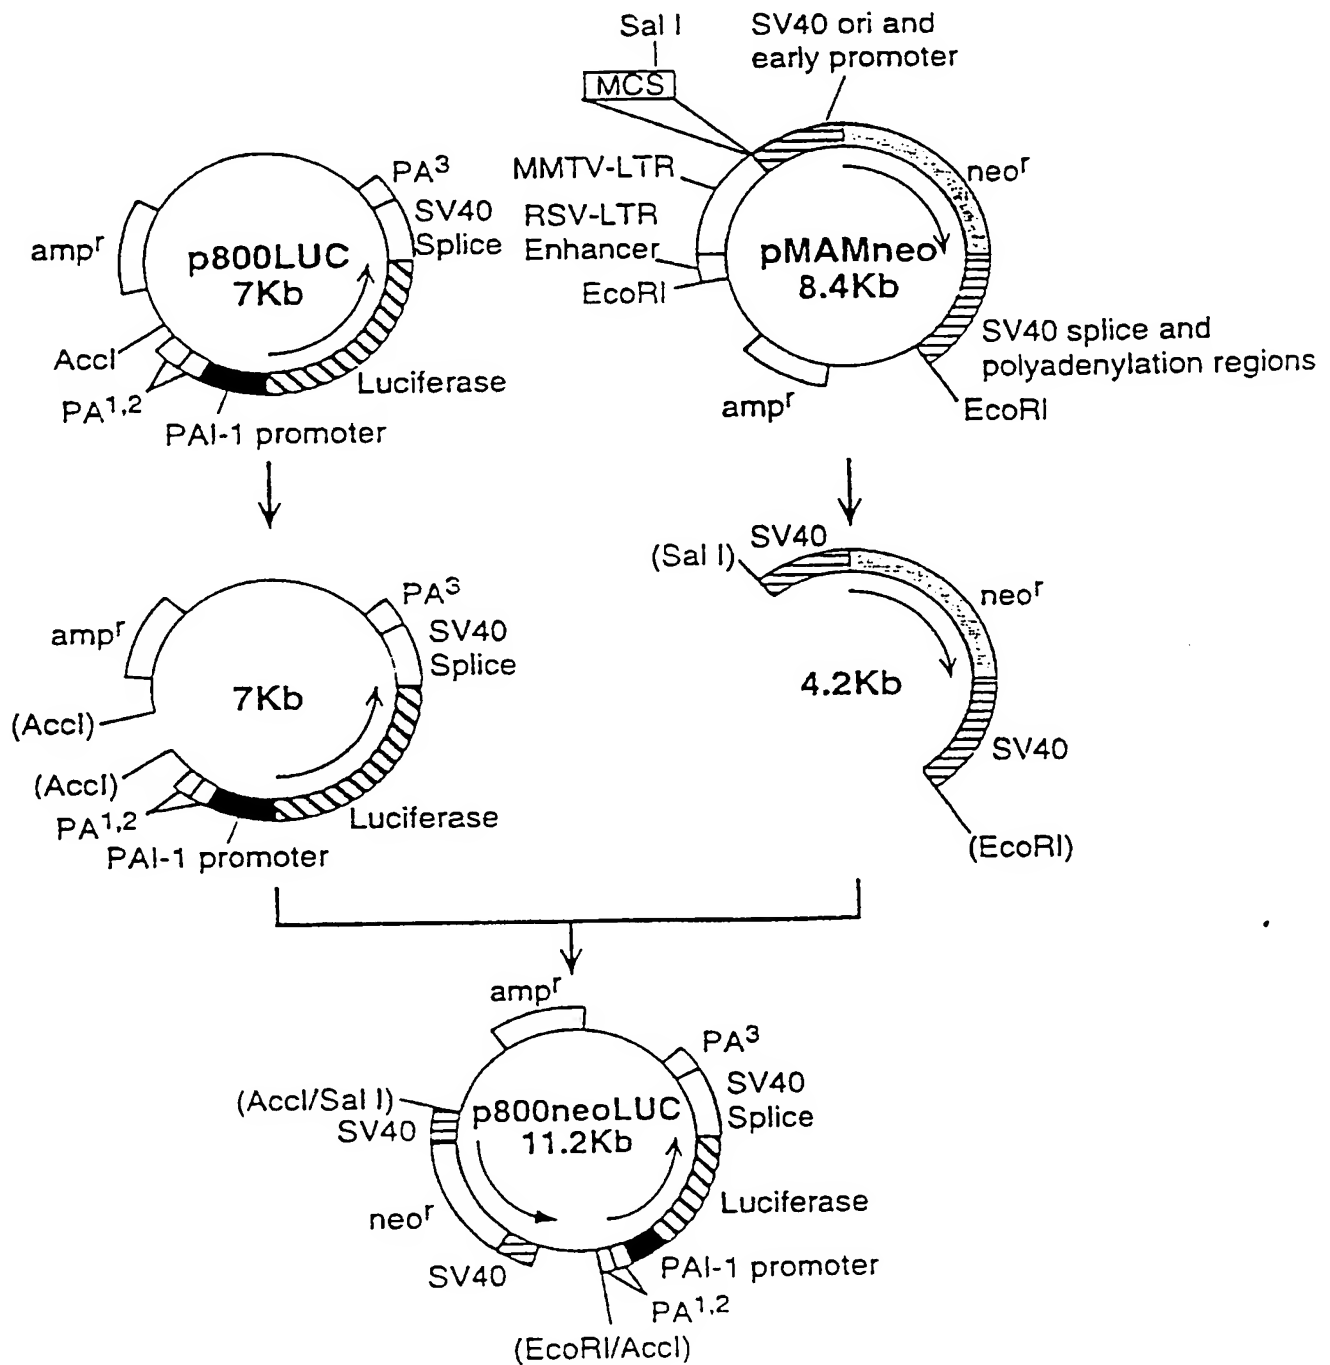 Sal I
MCS
SV40 ori and
early promoter
PA³
SV40
Splice
ampʳ
p800LUC
7Kb
AccI
PA¹,²
PAI-1 promoter
Luciferase
MMTV-LTR
RSV-LTR
Enhancer
EcoRI
neoʳ
pMAMneo
8.4Kb
SV40 splice and
polyadenylation regions
EcoRI
ampʳ
ampʳ
PA³
SV40
Splice
7Kb
(AccI)
(AccI)
PA¹,²
PAI-1 promoter
Luciferase
(Sal I)
SV40
neoʳ
4.2Kb
SV40
(EcoRI)
ampʳ
PA³
SV40
Splice
(AccI/Sal I)
SV40
p800neoLUC
11.2Kb
neoʳ
SV40
Luciferase
PAI-1 promoter
PA¹,²
(EcoRI/AccI)